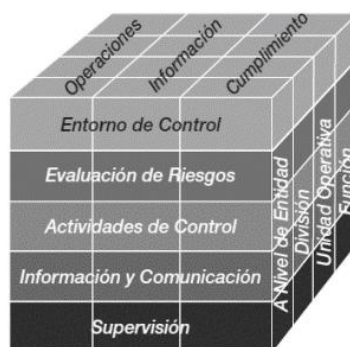 Operaciones
Información
Cumplimiento
Entorno de Control
Evaluación de Riesgos
Actividades de Control
Información y Comunicación
Supervisión
A Nivel de Entidad
División
Unidad Operativa
Función